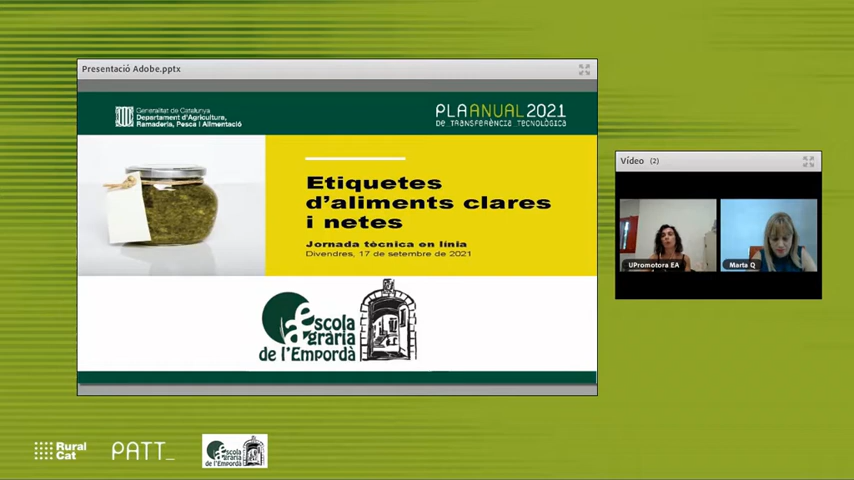 Presentació Adobe.pptx
Generalitat de Catalunya
Departament d'Agricultura,
Ramaderia, Pesca i Alimentació
PLA ANUAL 2021
DE TRANSFERÈNCIA TECNOLÒGICA
Etiquetes
d'aliments clares
i netes
Jornada tècnica en línia
Divendres, 17 de setembre de 2021
escola
agrària
de l'Empordà
Vídeo (2)
UPromotora EA
Marta Q
Rural
Cat
PATT_
escola
agrària
de l'Empordà